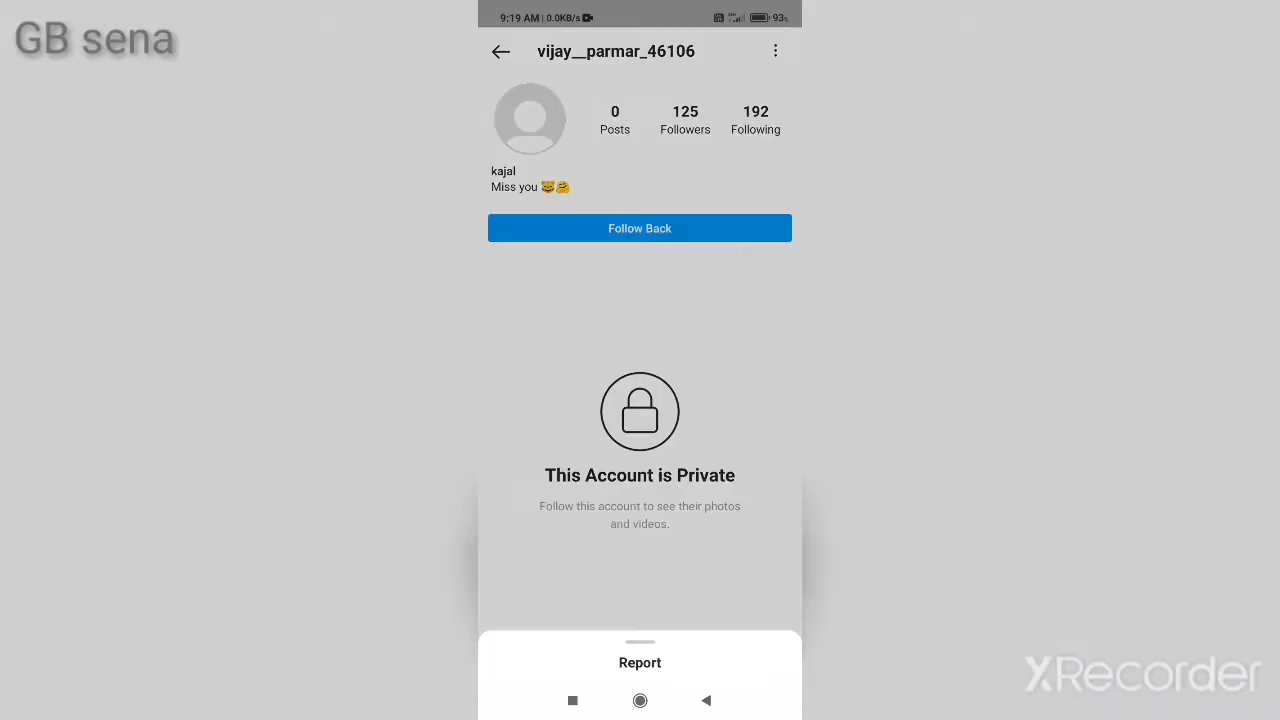 GB sena
9:19 AM | 0.0KB/s
93%
vijay__parmar_46106
0 125 192
Posts Followers Following
kajal
Miss you 😺🤗
Follow Back
This Account is Private
Follow this account to see their photos
and videos.
Report
XRecorder